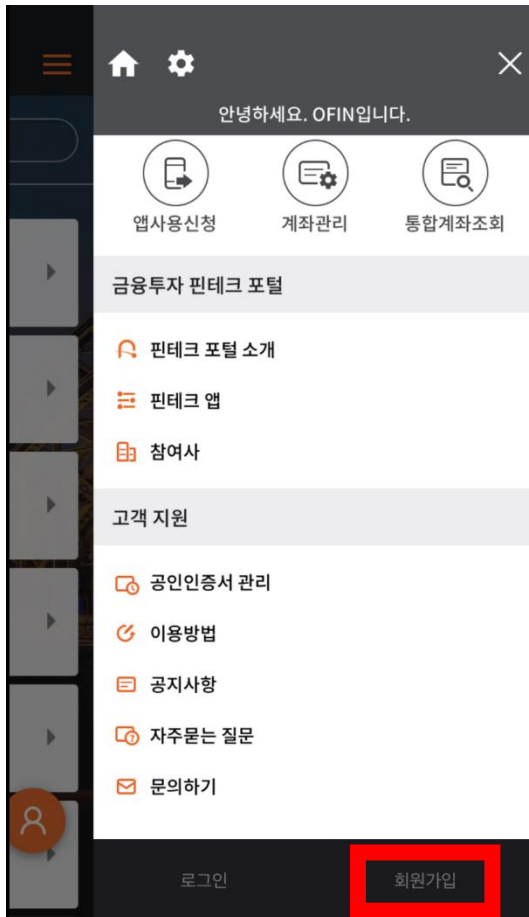 안녕하세요. OFIN입니다.
앱사용신청 계좌관리 통합계좌조회
금융투자 핀테크 포털
핀테크 포털 소개
핀테크 앱
참여사
고객 지원
공인인증서 관리
이용방법
공지사항
자주묻는 질문
문의하기
로그인 회원가입